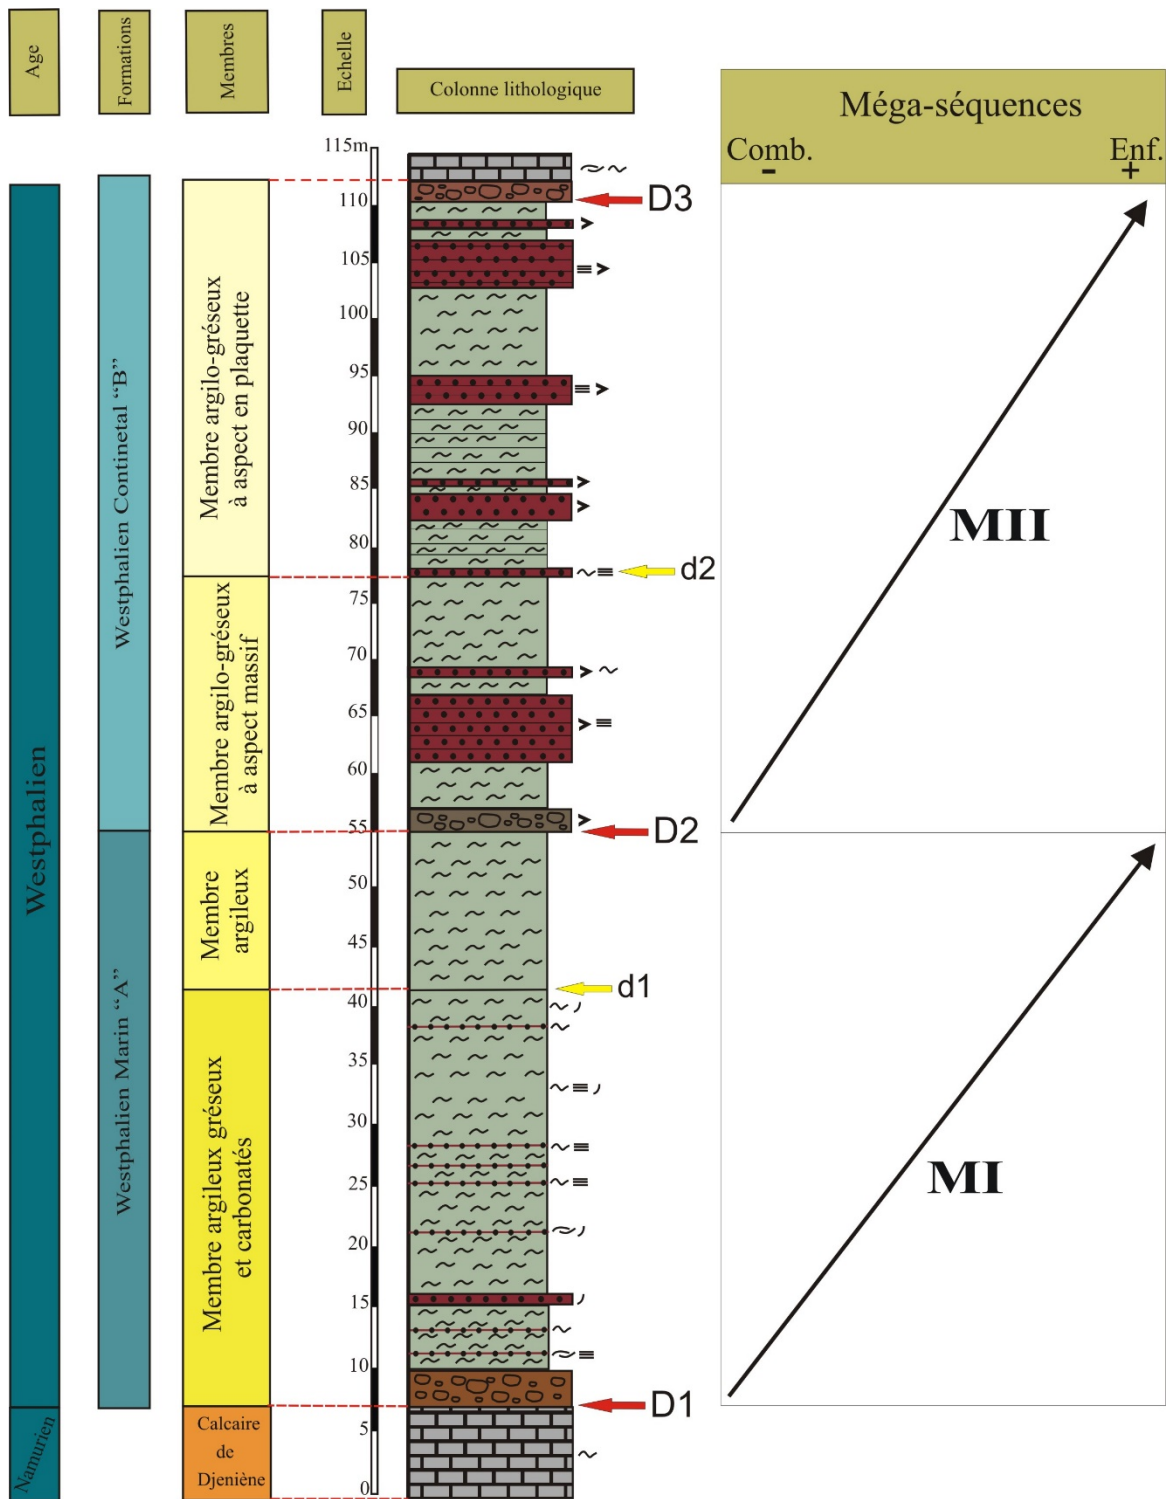 Age
Formations
Membres
Echelle
Colonne lithologique
Méga-séquences
Comb.
Enf.
-
+
Westphalien
Namurien
Westphalien Continetal "B"
Westphalien Marin "A"
Membre argilo-gréseux
à aspect en plaquette
Membre argilo-gréseux
à aspect massif
Membre
argileux
Membre argileux gréseux
et carbonatés
Calcaire
de
Djeniène
115m
110
105
100
95
90
85
80
75
70
65
60
55
50
45
40
35
30
25
20
15
10
5
0
D3
d2
D2
d1
D1
MII
MI